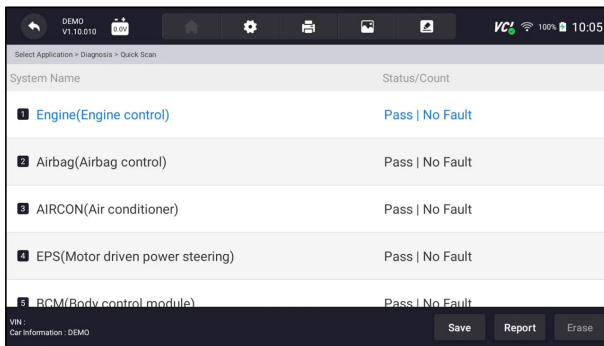 DEMO
V1.10.010
0.0V
VCI
100%
10:05
Select Application > Diagnosis > Quick Scan
System Name Status/Count
1 Engine(Engine control) Pass | No Fault
2 Airbag(Airbag control) Pass | No Fault
3 AIRCON(Air conditioner) Pass | No Fault
4 EPS(Motor driven power steering) Pass | No Fault
5 BCM(Body control module) Pass | No Fault
VIN :
Car Information : DEMO
Save Report Erase